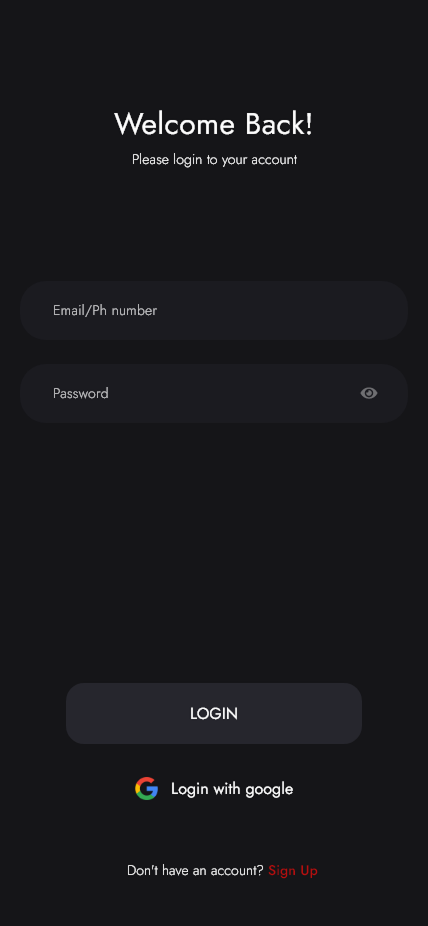 Welcome Back!
Please login to your account
Email/Ph number
Password
LOGIN
Login with google
Don't have an account? Sign Up